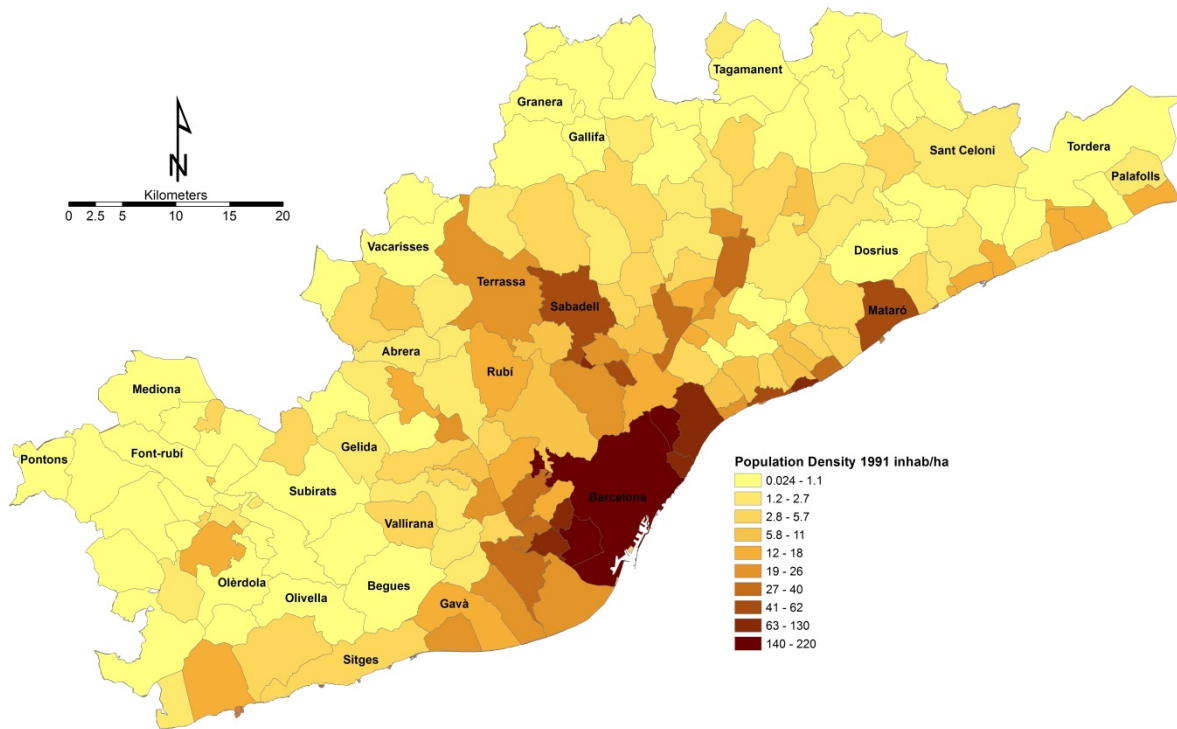 Tagamanent
Granera
Gallifa
Sant Celoni
Tordera
Palafolls
N
Kilometers
0 2.5 5 10 15 20
Vacarisses
Dosrius
Terrassa
Sabadell
Mataró
Abrera
Rubí
Mediona
Pontons
Font-rubí
Gelida
Subirats
Barcelona
Vallirana
Olèrdola
Olivella
Begues
Gavà
Sitges
Population Density 1991 inhab/ha
0.024 - 1.1
1.2 - 2.7
2.8 - 5.7
5.8 - 11
12 - 18
19 - 26
27 - 40
41 - 62
63 - 130
140 - 220